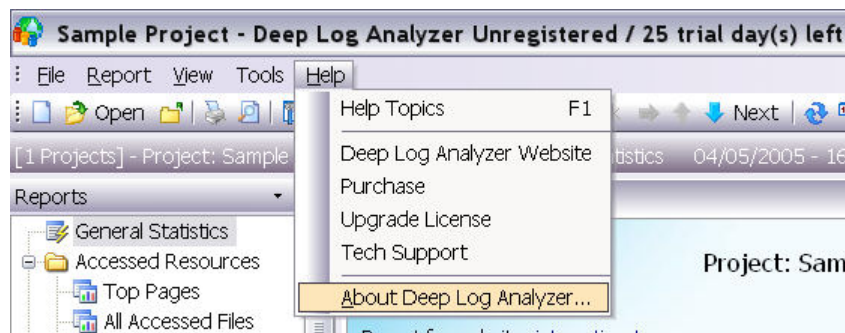 Sample Project - Deep Log Analyzer Unregistered / 25 trial day(s) left
File Report View Tools Help
Open Next
Help Topics F1
[1 Projects] - Project: Sample 04/05/2005 - 16
Deep Log Analyzer Website
Purchase
Reports
Upgrade License
General Statistics
Tech Support
Accessed Resources
Project: Sam
Top Pages
About Deep Log Analyzer...
All Accessed Files